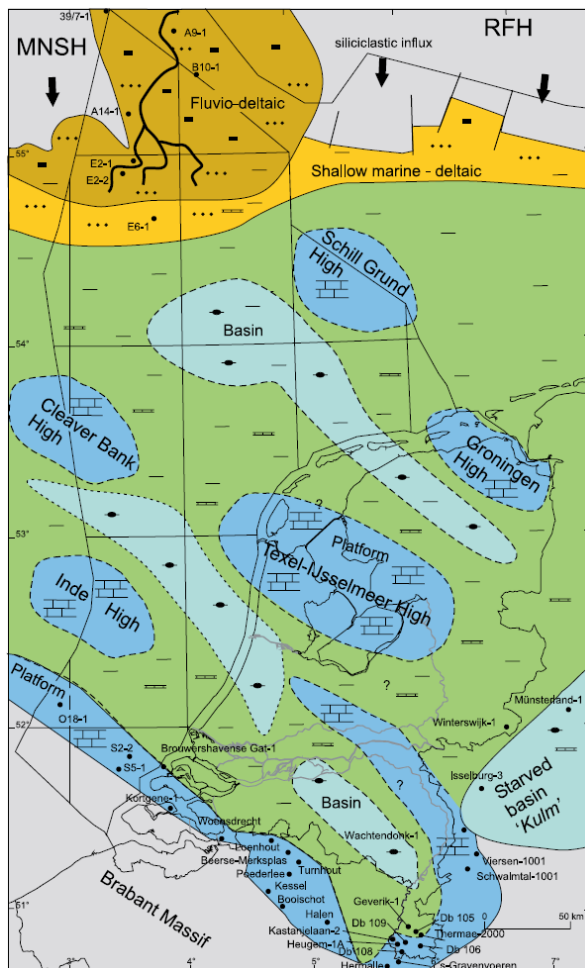 39/7-1
MNSH
RFH
A9-1
siliciclastic influx
B10-1
Fluvio-deltaic
A14-1
55°
E2-1
E2-2
Shallow marine - deltaic
E6-1
Schill Grund
High
Basin
54°
Cleaver Bank
High
Groningen
High
?
53°
Platform
Texel-IJsselmeer High
Inde
High
Platform
?
Münsterland-1
O18-1
52°
Winterswijk-1
S2-2
Brouwershavense Gat-1
S5-1
?
Isselburg-3
Kortgene-1
Basin
Starved
basin
'Kulm'
Woensdrecht
Loenhout
Wachtendonk-1
Beerse-Merksplas
Turnhout
Poederlee
Viersen-1001
Schwalmtal-1001
Kessel
Booischot
Geverik-1
51°
Brabant Massif
Halen
Db 109
Db 105
0
50 km
Kastanjelaan-2
Thermae-2000
Heugem-1A
Db 106
Db 108
Hermalle
s-Gravenvoeren
3°
4°
5°
6°
7°